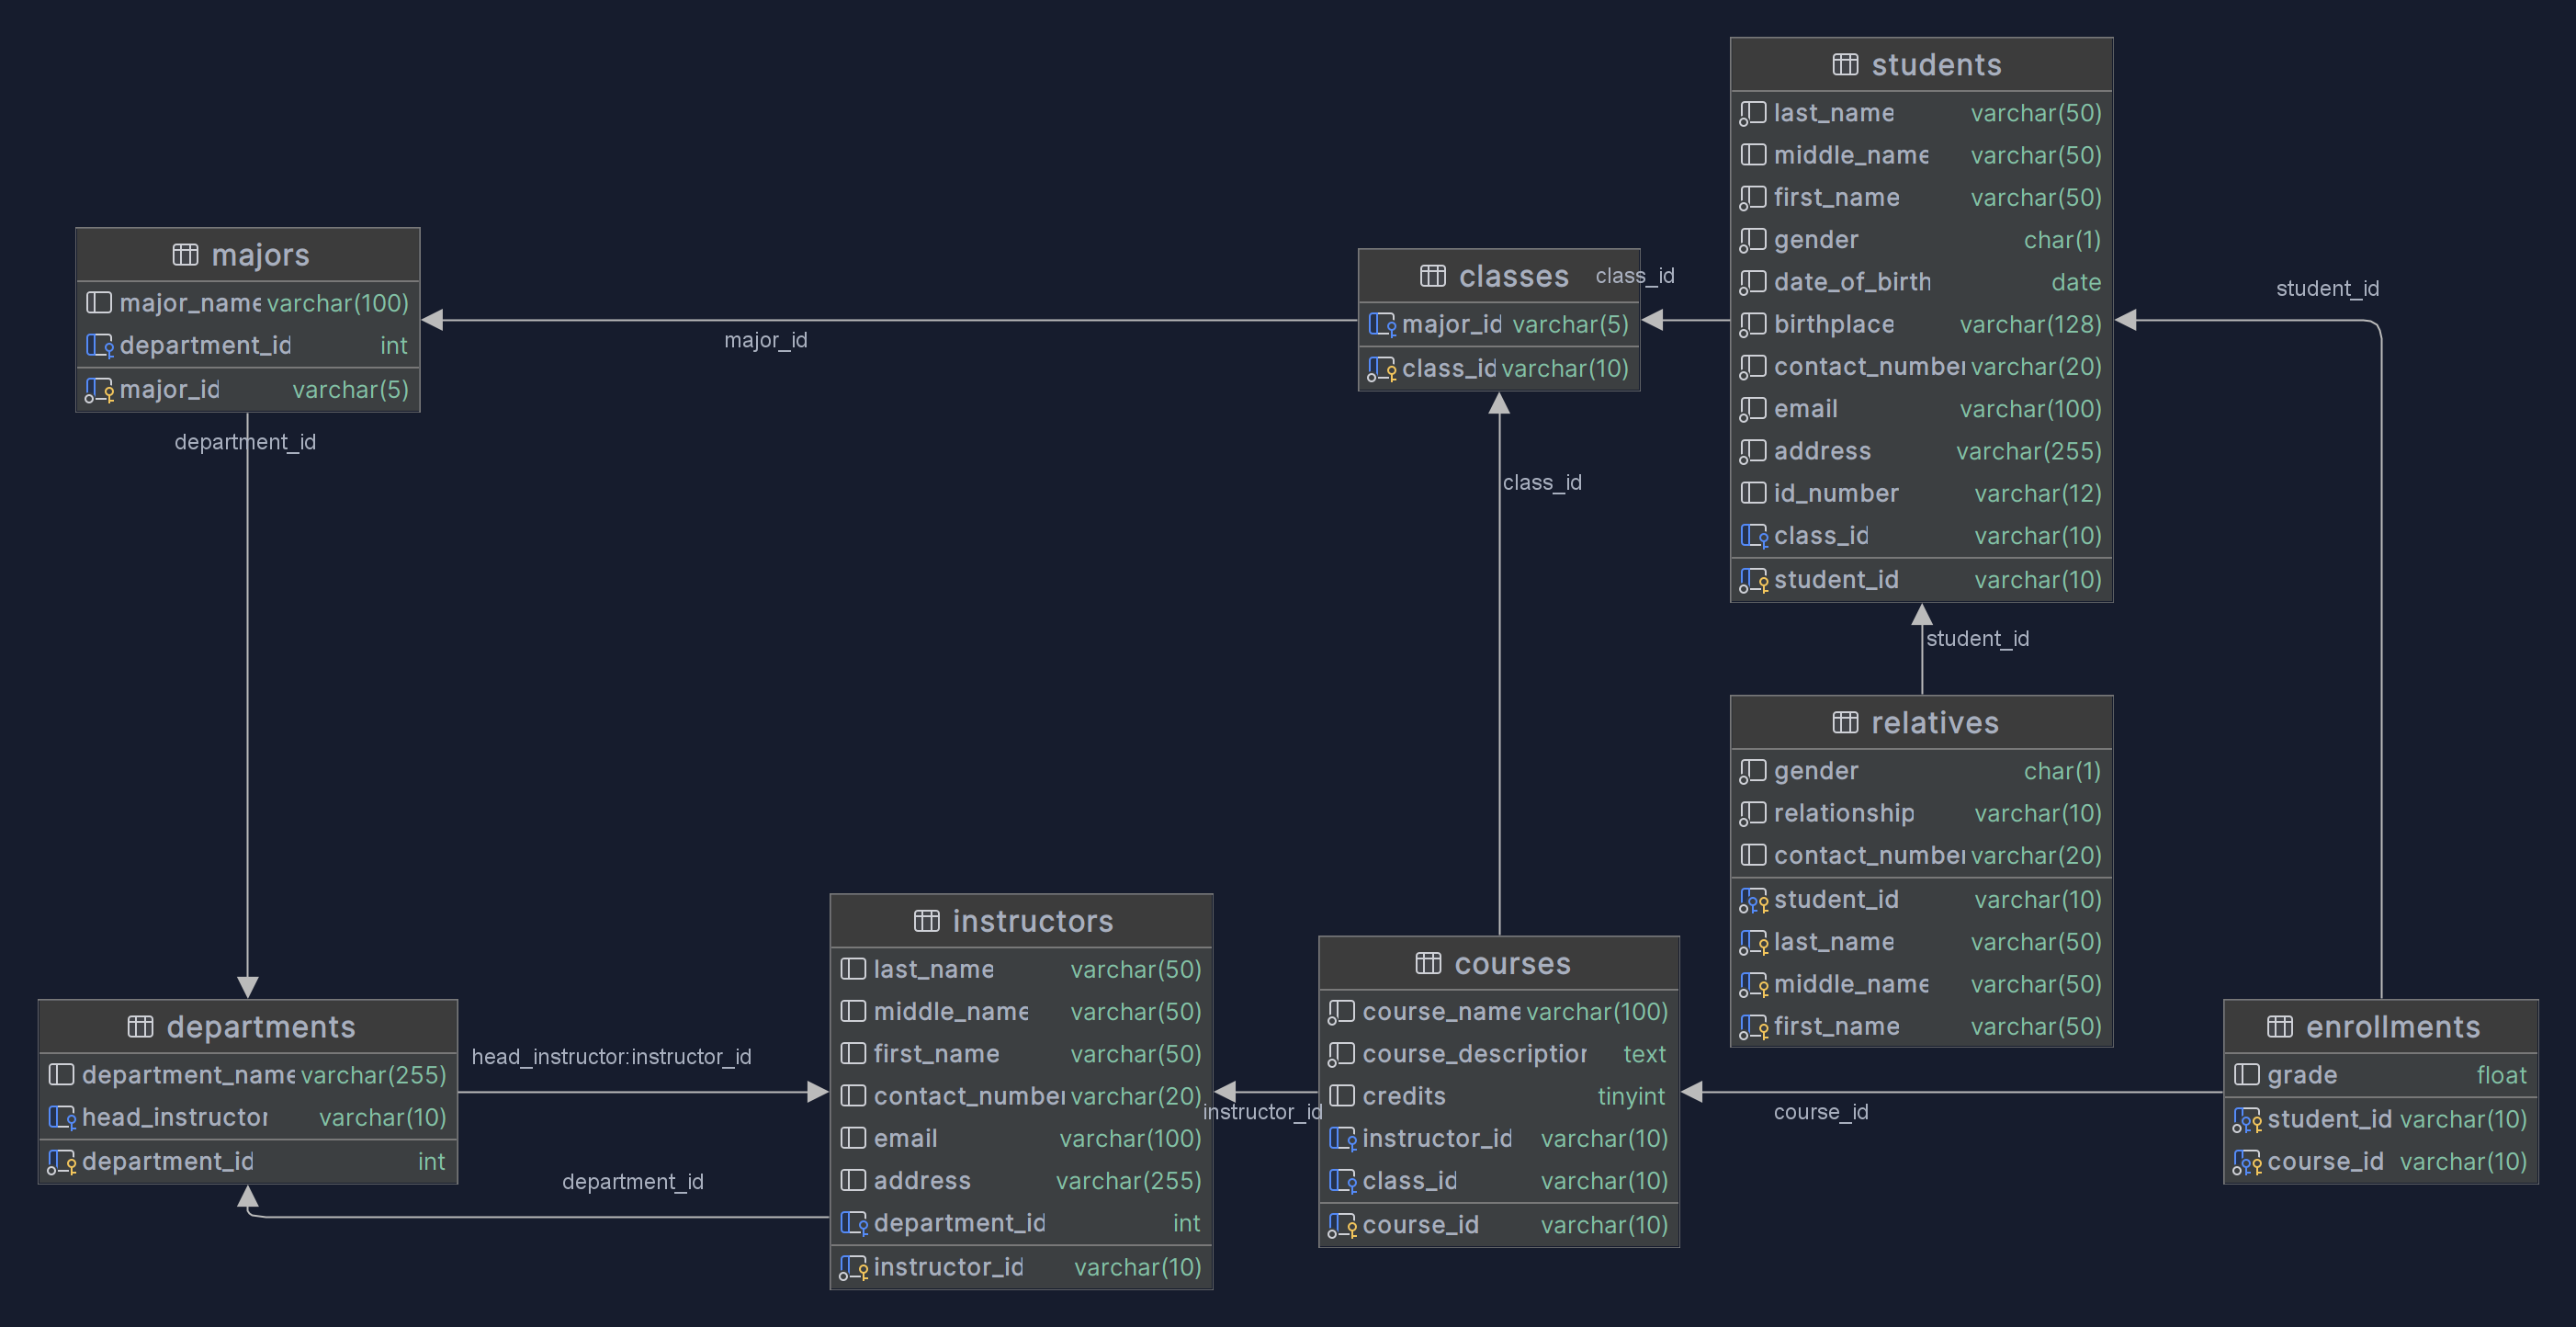 students
last_name varchar(50)
middle_name varchar(50)
first_name varchar(50)
gender char(1)
date_of_birth date
birthplace varchar(128)
contact_number varchar(20)
email varchar(100)
address varchar(255)
id_number varchar(12)
class_id varchar(10)
student_id varchar(10)
majors
major_name varchar(100)
department_id int
major_id varchar(5)
classes
major_id varchar(5)
class_id varchar(10)
class_id
student_id
major_id
department_id
class_id
student_id
relatives
gender char(1)
relationship varchar(10)
contact_number varchar(20)
student_id varchar(10)
last_name varchar(50)
middle_name varchar(50)
first_name varchar(50)
instructors
last_name varchar(50)
middle_name varchar(50)
first_name varchar(50)
contact_number varchar(20)
email varchar(100)
address varchar(255)
department_id int
instructor_id varchar(10)
courses
course_name varchar(100)
course_description text
credits tinyint
instructor_id varchar(10)
class_id varchar(10)
course_id varchar(10)
departments
department_name varchar(255)
head_instructor varchar(10)
department_id int
head_instructor:instructor_id
department_id
instructor_id
course_id
enrollments
grade float
student_id varchar(10)
course_id varchar(10)